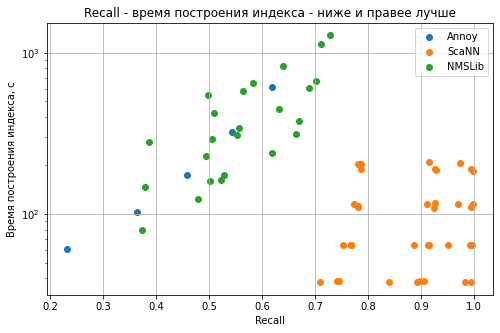 Recall - время построения индекса - ниже и правее лучше
Время построения индекса, с
10³
10²
Annoy
ScaNN
NMSLib
0.2 0.3 0.4 0.5 0.6 0.7 0.8 0.9 1.0
Recall